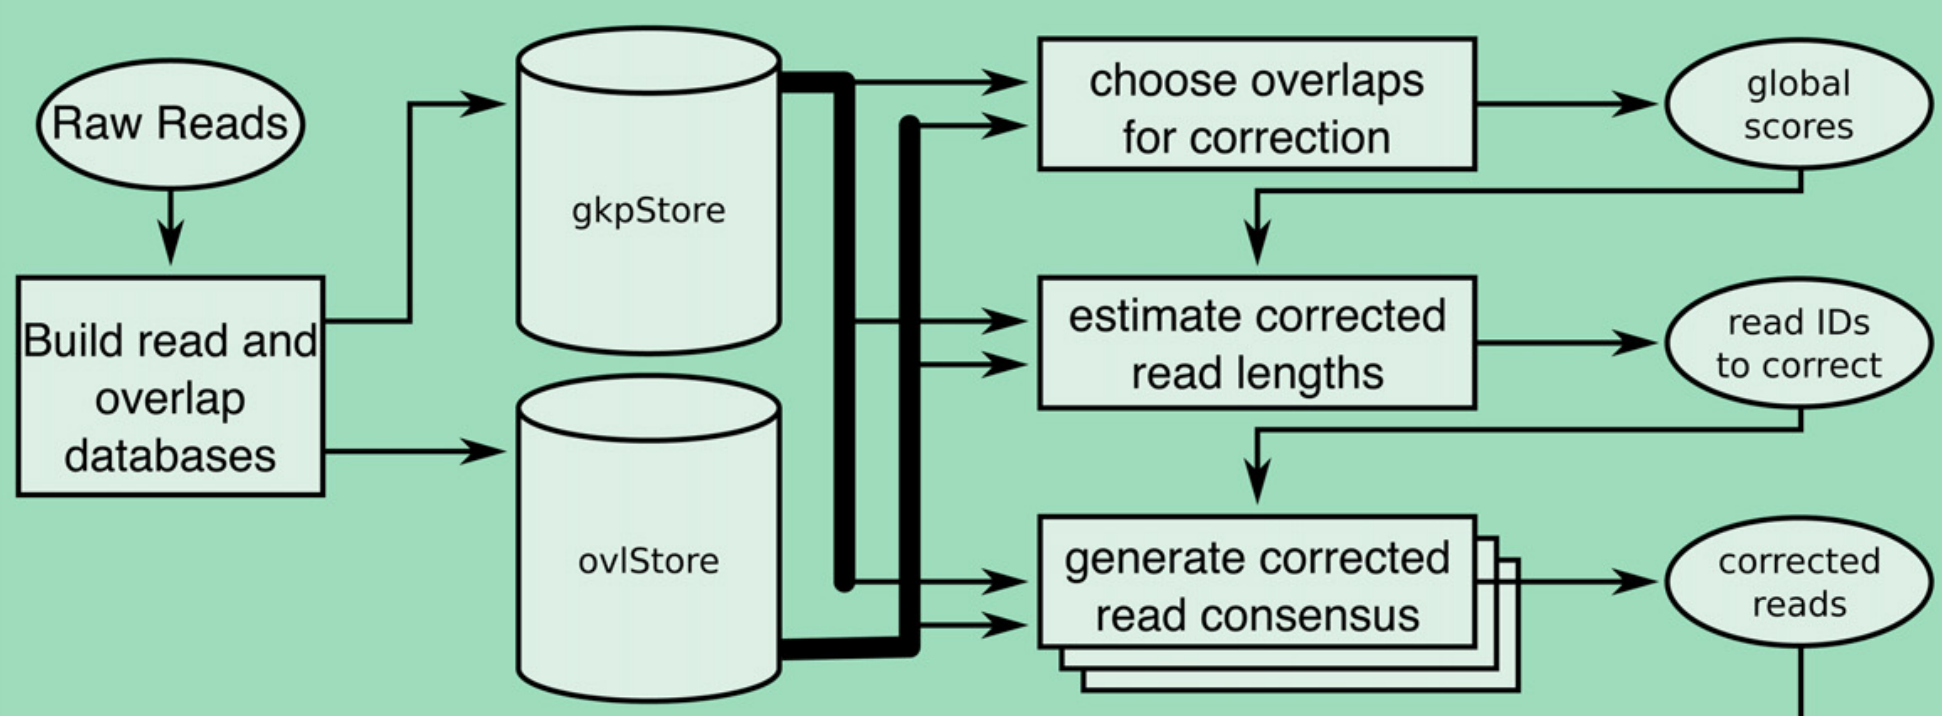 Raw Reads
Build read and
overlap
databases
gkpStore
ovlStore
choose overlaps
for correction
global
scores
estimate corrected
read lengths
read IDs
to correct
generate corrected
read consensus
corrected
reads